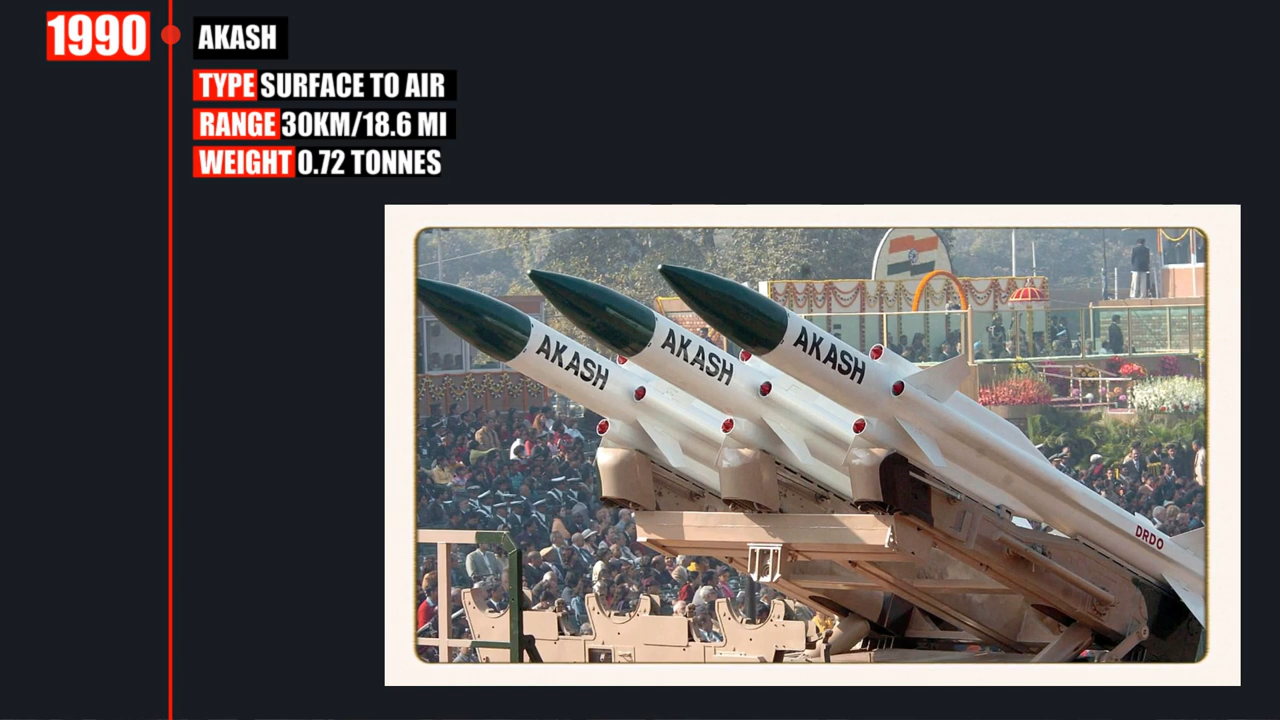 1990
AKASH
TYPE SURFACE TO AIR
RANGE 30KM/18.6 MI
WEIGHT 0.72 TONNES
AKASH
AKASH
AKASH
DRDO